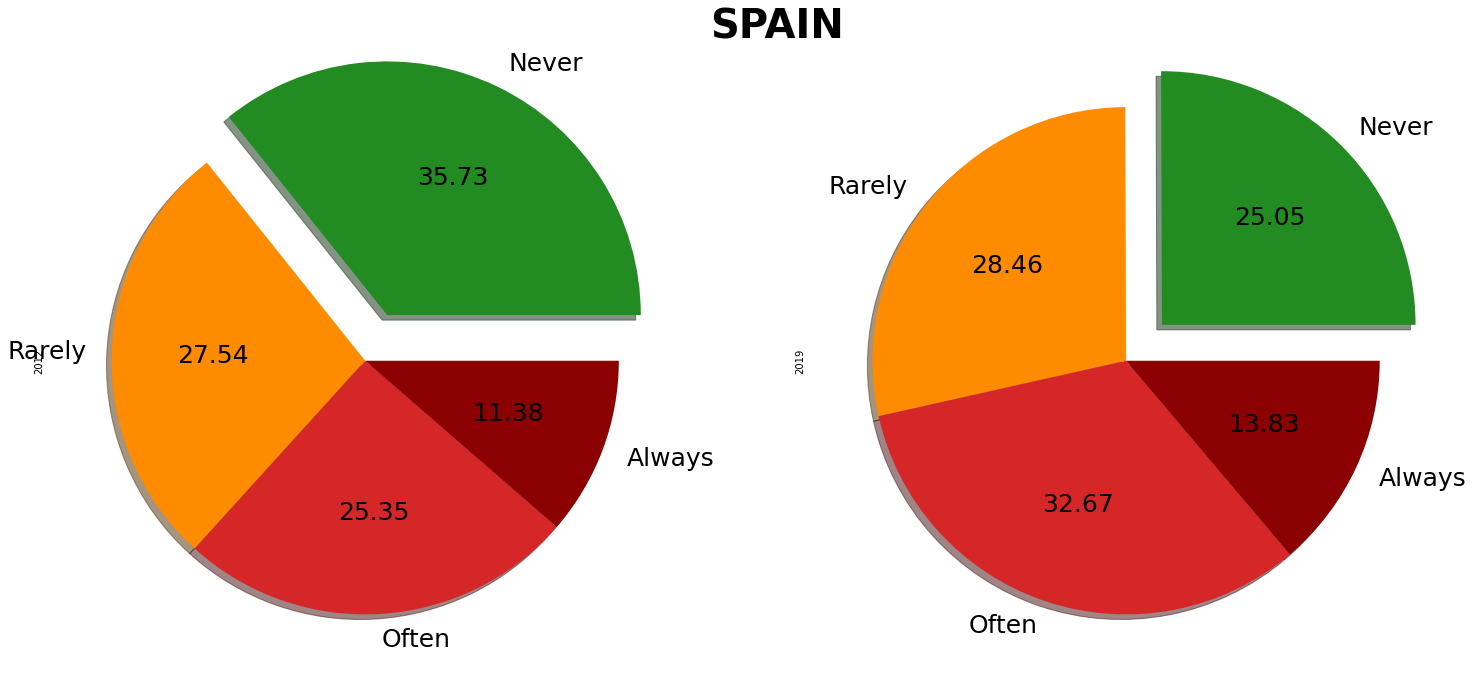 SPAIN
Never
35.73
Rarely
27.54
11.38
Always
25.35
Often
Never
25.05
Rarely
28.46
2019
13.83
Always
32.67
Often